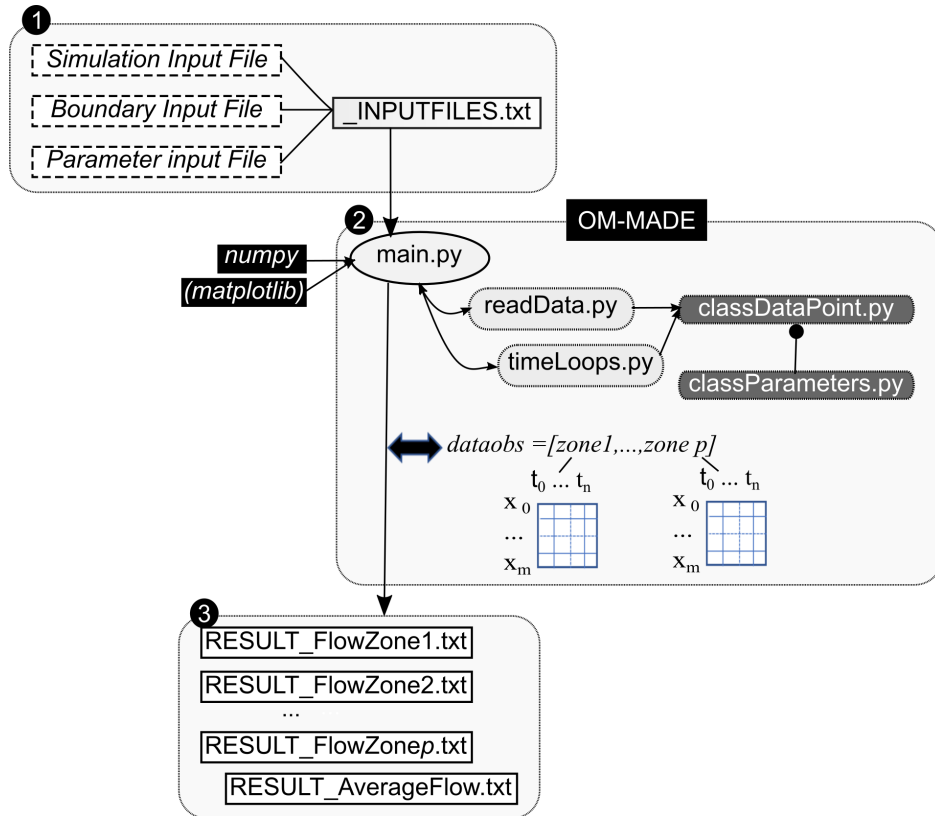 1
Simulation Input File
Boundary Input File
_INPUTFILES.txt
Parameter input File
2
OM-MADE
numpy
main.py
(matplotlib)
readData.py
classDataPoint.py
timeLoops.py
classParameters.py
dataobs =[zone1,...,zone p]
t0 ... tn
t0 ... tn
x 0
...
xm
x 0
...
xm
3
RESULT_FlowZone1.txt
RESULT_FlowZone2.txt
...
RESULT_FlowZonep.txt
RESULT_AverageFlow.txt